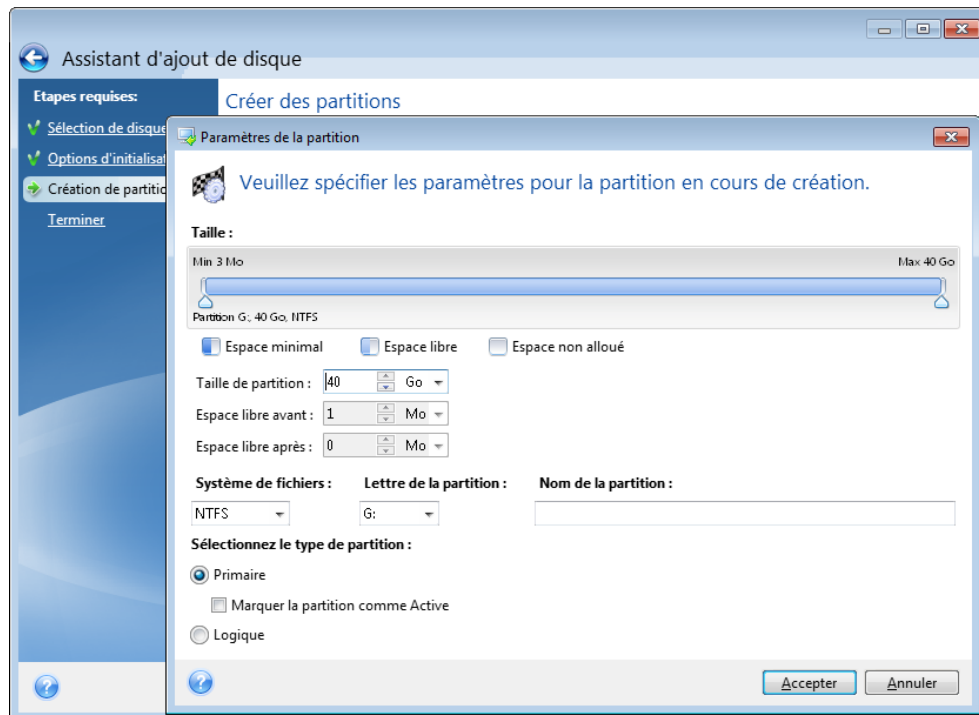 Assistant d'ajout de disque
Etapes requises:
Créer des partitions
Sélection de disque
Options d'initialisat
Création de partitio
Terminer
Paramètres de la partition
Veuillez spécifier les paramètres pour la partition en cours de création.
Taille :
Min 3 Mo Max 40 Go
Partition G:, 40 Go, NTFS
Espace minimal Espace libre Espace non alloué
Taille de partition : 40 Go
Espace libre avant : 1 Mo
Espace libre après : 0 Mo
Système de fichiers : Lettre de la partition : Nom de la partition :
NTFS G:
Sélectionnez le type de partition :
Primaire
Marquer la partition comme Active
Logique
Accepter Annuler